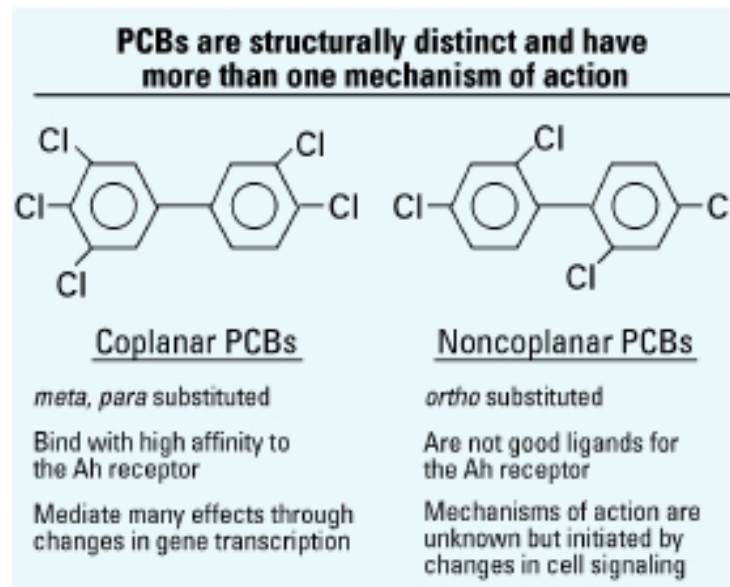 PCBs are structurally distinct and have
more than one mechanism of action
Cl
Cl
Cl
Cl
Cl
Cl
Cl
Cl
C
Coplanar PCBs
meta, para substituted
Bind with high affinity to
the Ah receptor
Mediate many effects through
changes in gene transcription
Noncoplanar PCBs
ortho substituted
Are not good ligands for
the Ah receptor
Mechanisms of action are
unknown but initiated by
changes in cell signaling